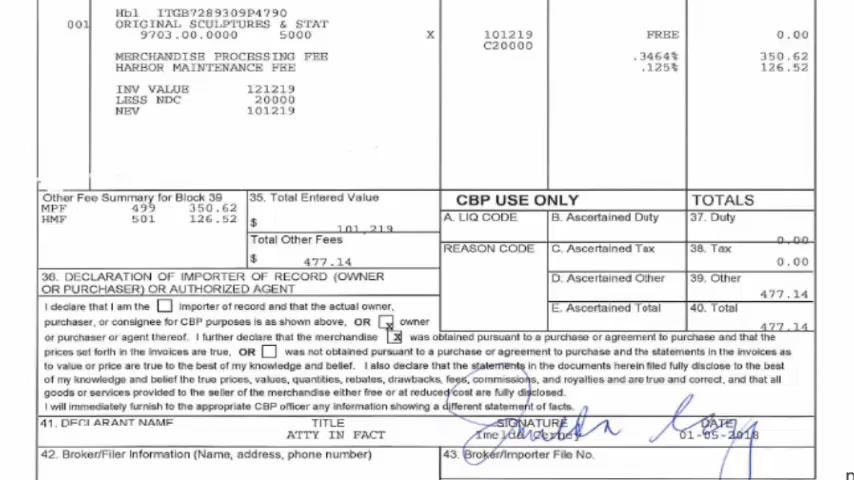 Hbl ITGB7289309P4790
001 ORIGINAL SCULPTURES & STAT
9703.00.0000 5000 X 101219 FREE 0.00
C20000
MERCHANDISE PROCESSING FEE .3464% 350.62
HARBOR MAINTENANCE FEE .125% 126.52
INV VALUE 121219
LESS NDC 20000
NEV 101219
Other Fee Summary for Block 39
MPF 499 350.62
HMF 501 126.52
35. Total Entered Value
$ 101,219
Total Other Fees
$ 477.14
CBP USE ONLY
TOTALS
A. LIQ CODE
B. Ascertained Duty
37. Duty
0.00
REASON CODE
C. Ascertained Tax
38. Tax
0.00
D. Ascertained Other
39. Other
477.14
E. Ascertained Total
40. Total
477.14
36. DECLARATION OF IMPORTER OF RECORD (OWNER
OR PURCHASER) OR AUTHORIZED AGENT
I declare that I am the Importer of record and that the actual owner,
purchaser, or consignee for CBP purposes is as shown above, OR x owner
or purchaser or agent thereof. I further declare that the merchandise x was obtained pursuant to a purchase or agreement to purchase and that the
prices set forth in the invoices are true, OR was not obtained pursuant to a purchase or agreement to purchase and the statements in the invoices as
to value or price are true to the best of my knowledge and belief. I also declare that the statements in the documents herein filed fully disclose to the best
of my knowledge and belief the true prices, values, quantities, rebates, drawbacks, fees, commissions, and royalties and are true and correct, and that all
goods or services provided to the seller of the merchandise either free or at reduced cost are fully disclosed.
I will immediately furnish to the appropriate CBP officer any information showing a different statement of facts.
41. DECLARANT NAME TITLE SIGNATURE DATE
ATTY IN FACT Imelda 01-05-2018
42. Broker/Filer Information (Name, address, phone number)
43. Broker/Importer File No.